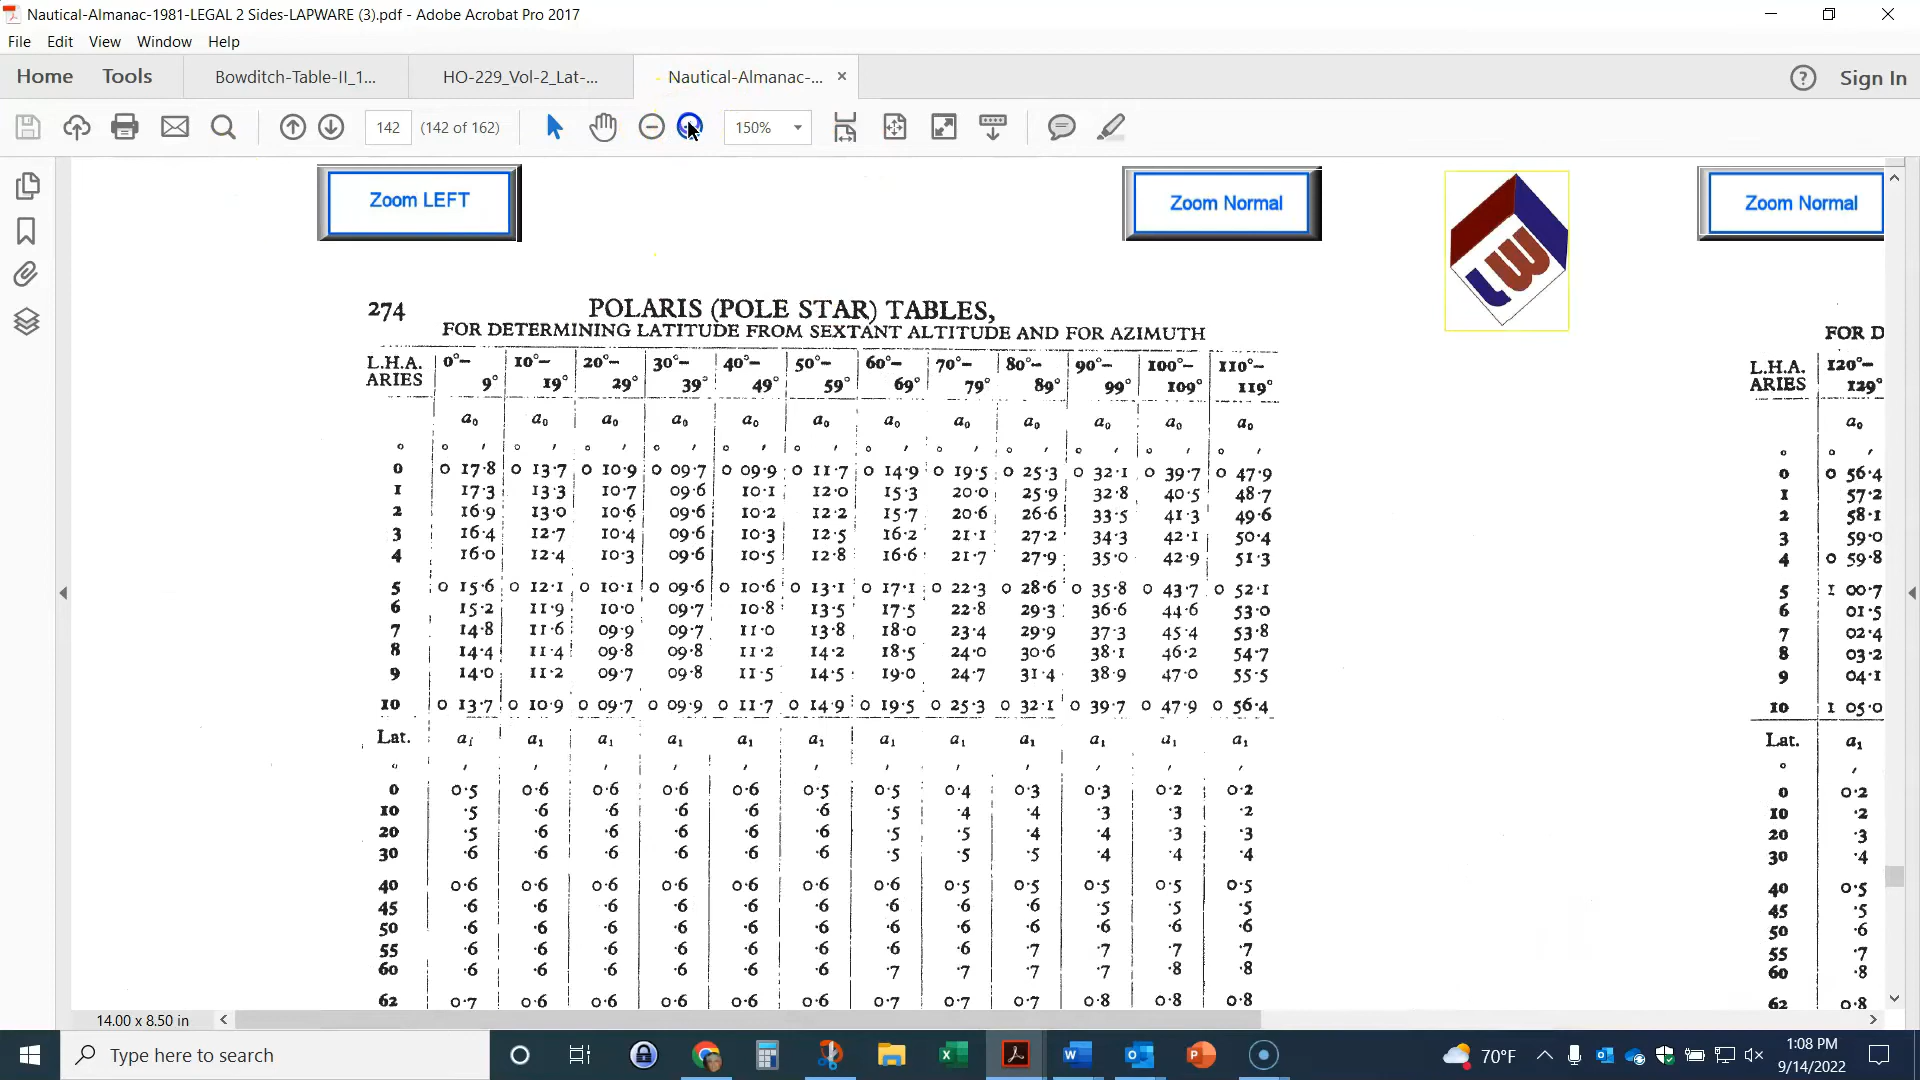 Nautical-Almanac-1981-LEGAL 2 Sides-LAPWARE (3).pdf - Adobe Acrobat Pro 2017
File Edit View Window Help
Home Tools Bowditch-Table-II_1... HO-229_Vol-2_Lat-... Nautical-Almanac-... Sign In
142 (142 of 162) 150%
Zoom LEFT Zoom Normal Zoom Normal
274 POLARIS (POLE STAR) TABLES,
FOR DETERMINING LATITUDE FROM SEXTANT ALTITUDE AND FOR AZIMUTH FOR D
L.H.A. 0°– 10°– 20°– 30°– 40°– 50°– 60°– 70°– 80°– 90°– 100°– 110°– L.H.A. 120°–
ARIES 9° 19° 29° 39° 49° 59° 69° 79° 89° 99° 109° 119° ARIES 129°
a₀ a₀ a₀ a₀ a₀ a₀ a₀ a₀ a₀ a₀ a₀ a₀ a₀
° ° ′ ° ′ ° ′ ° ′ ° ′ ° ′ ° ′ ° ′ ° ′ ° ′ ° ′ ° ′ ° ° ′
0 0 17·8 0 13·7 0 10·9 0 09·7 0 09·9 0 11·7 0 14·9 0 19·5 0 25·3 0 32·1 0 39·7 0 47·9 0 0 56·4
1 17·3 13·3 10·7 09·6 10·1 12·0 15·3 20·0 25·9 32·8 40·5 48·7 1 57·2
2 16·9 13·0 10·6 09·6 10·2 12·2 15·7 20·6 26·6 33·5 41·3 49·6 2 58·1
3 16·4 12·7 10·4 09·6 10·3 12·5 16·2 21·1 27·2 34·3 42·1 50·4 3 59·0
4 16·0 12·4 10·3 09·6 10·5 12·8 16·6 21·7 27·9 35·0 42·9 51·3 4 0 59·8
5 0 15·6 0 12·1 0 10·1 0 09·6 0 10·6 0 13·1 0 17·1 0 22·3 0 28·6 0 35·8 0 43·7 0 52·1 5 1 00·7
6 15·2 11·9 10·0 09·7 10·8 13·5 17·5 22·8 29·3 36·6 44·6 53·0 6 01·5
7 14·8 11·6 09·9 09·7 11·0 13·8 18·0 23·4 29·9 37·3 45·4 53·8 7 02·4
8 14·4 11·4 09·8 09·8 11·2 14·2 18·5 24·0 30·6 38·1 46·2 54·7 8 03·2
9 14·0 11·2 09·7 09·8 11·5 14·5 19·0 24·7 31·4 38·9 47·0 55·5 9 04·1
10 0 13·7 0 10·9 0 09·7 0 09·9 0 11·7 0 14·9 0 19·5 0 25·3 0 32·1 0 39·7 0 47·9 0 56·4 10 1 05·0
Lat. a₁ a₁ a₁ a₁ a₁ a₁ a₁ a₁ a₁ a₁ a₁ a₁ Lat. a₁
° ′ ′ ′ ′ ′ ′ ′ ′ ′ ′ ′ ′ ° ′
0 0·5 0·6 0·6 0·6 0·6 0·5 0·5 0·4 0·3 0·3 0·2 0·2 0 0·2
10 ·5 ·6 ·6 ·6 ·6 ·6 ·5 ·4 ·4 ·3 ·3 ·2 10 ·2
20 ·5 ·6 ·6 ·6 ·6 ·6 ·5 ·5 ·4 ·4 ·3 ·3 20 ·3
30 ·6 ·6 ·6 ·6 ·6 ·6 ·5 ·5 ·5 ·4 ·4 ·4 30 ·4
40 0·6 0·6 0·6 0·6 0·6 0·6 0·6 0·5 0·5 0·5 0·5 0·5 40 0·5
45 ·6 ·6 ·6 ·6 ·6 ·6 ·6 ·6 ·6 ·5 ·5 ·5 45 ·5
50 ·6 ·6 ·6 ·6 ·6 ·6 ·6 ·6 ·6 ·6 ·6 ·6 50 ·6
55 ·6 ·6 ·6 ·6 ·6 ·6 ·6 ·6 ·7 ·7 ·7 ·7 55 ·7
60 ·6 ·6 ·6 ·6 ·6 ·6 ·7 ·7 ·7 ·7 ·8 ·8 60 ·8
62 0·7 0·6 0·6 0·6 0·6 0·6 0·7 0·7 0·7 0·8 0·8 0·8 62 0·8
14.00 x 8.50 in
Type here to search 70°F 1:08 PM
9/14/2022